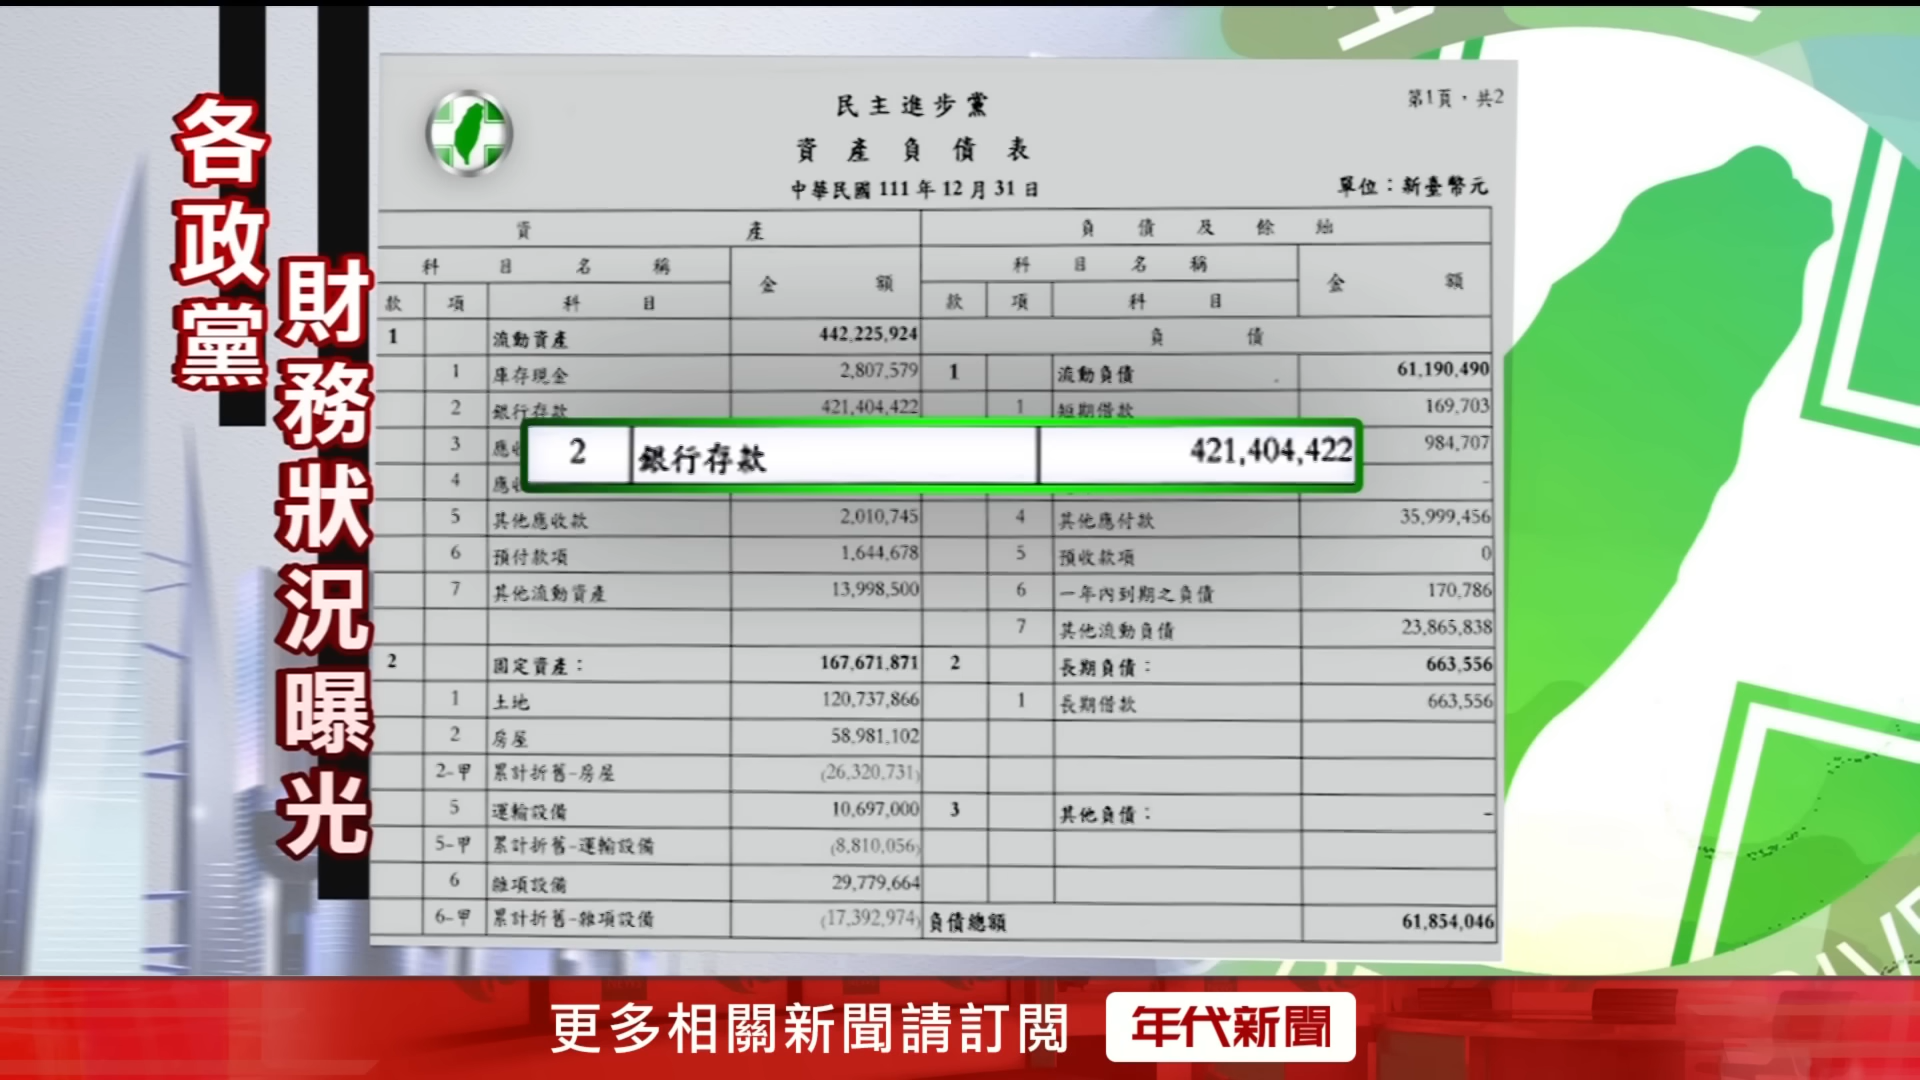 各政黨
財務狀況曝光
民主進步黨
第1頁，共2
資產負債表
中華民國 111 年 12 月 31 日
單位：新臺幣元
資 產 負債及餘絀
科目名稱 金額 科目名稱 金額
款 項 科目 款 項 科目
1 流動資產 442,225,924 負債
1 庫存現金 2,807,579 1 流動負債 61,190,490
2 銀行存款 421,404,422 1 短期借款 169,703
3 應 984,707
2 銀行存款 421,404,422
4 應 -
5 其他應收款 2,010,745 4 其他應付款 35,999,456
6 預付款項 1,644,678 5 預收款項 0
7 其他流動資產 13,998,500 6 一年內到期之負債 170,786
7 其他流動負債 23,865,838
2 固定資產： 167,671,871 2 長期負債： 663,556
1 土地 120,737,866 1 長期借款 663,556
2 房屋 58,981,102
2-甲 累計折舊-房屋 (26,320,731)
5 運輸設備 10,697,000 3 其他負債： -
5-甲 累計折舊-運輸設備 (8,810,056)
6 雜項設備 29,779,664
6-甲 累計折舊-雜項設備 (17,392,974) 負債總額 61,854,046
更多相關新聞請訂閱
年代新聞